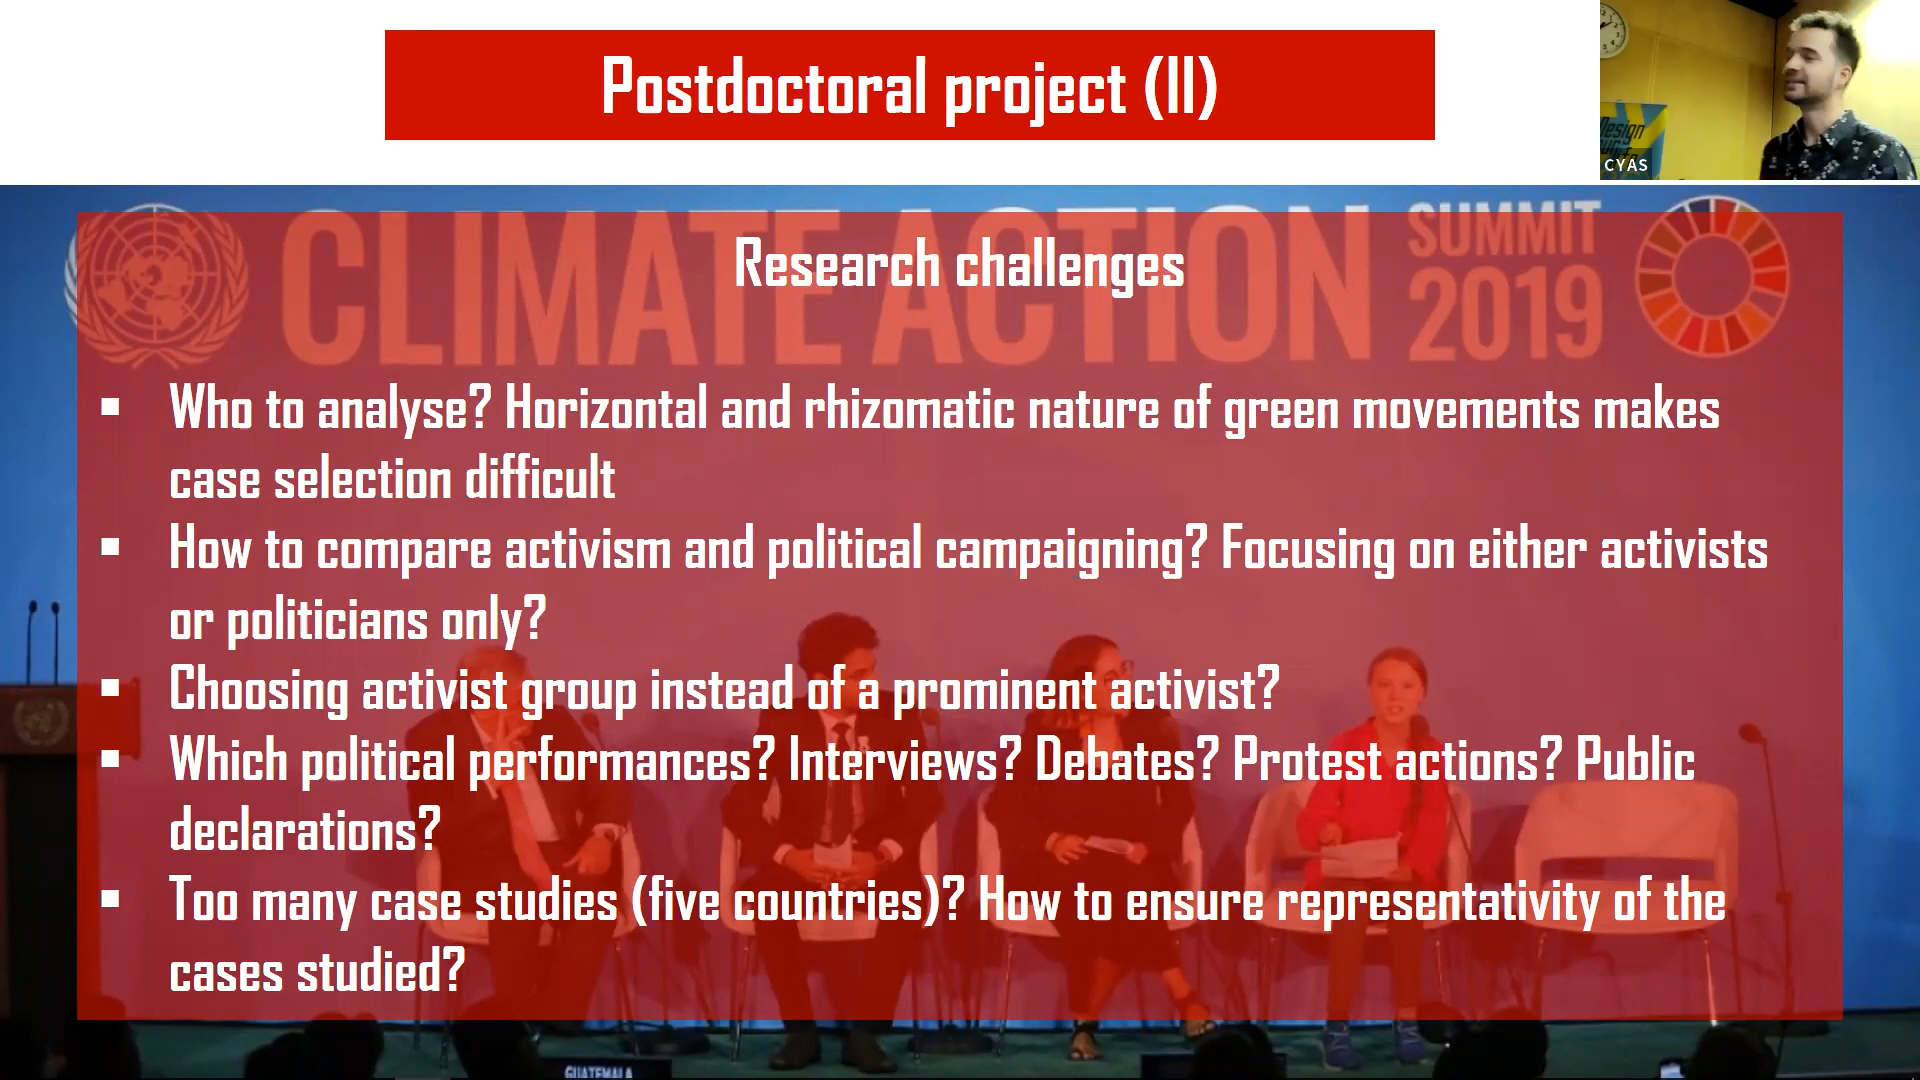 Postdoctoral project (II)
Design
CYAS
CLIMATE ACTION
SUMMIT
2019
Research challenges
▪ Who to analyse? Horizontal and rhizomatic nature of green movements makes
case selection difficult
▪ How to compare activism and political campaigning? Focusing on either activists
or politicians only?
▪ Choosing activist group instead of a prominent activist?
▪ Which political performances? Interviews? Debates? Protest actions? Public
declarations?
▪ Too many case studies (five countries)? How to ensure representativity of the
cases studied?
GUATEMALA